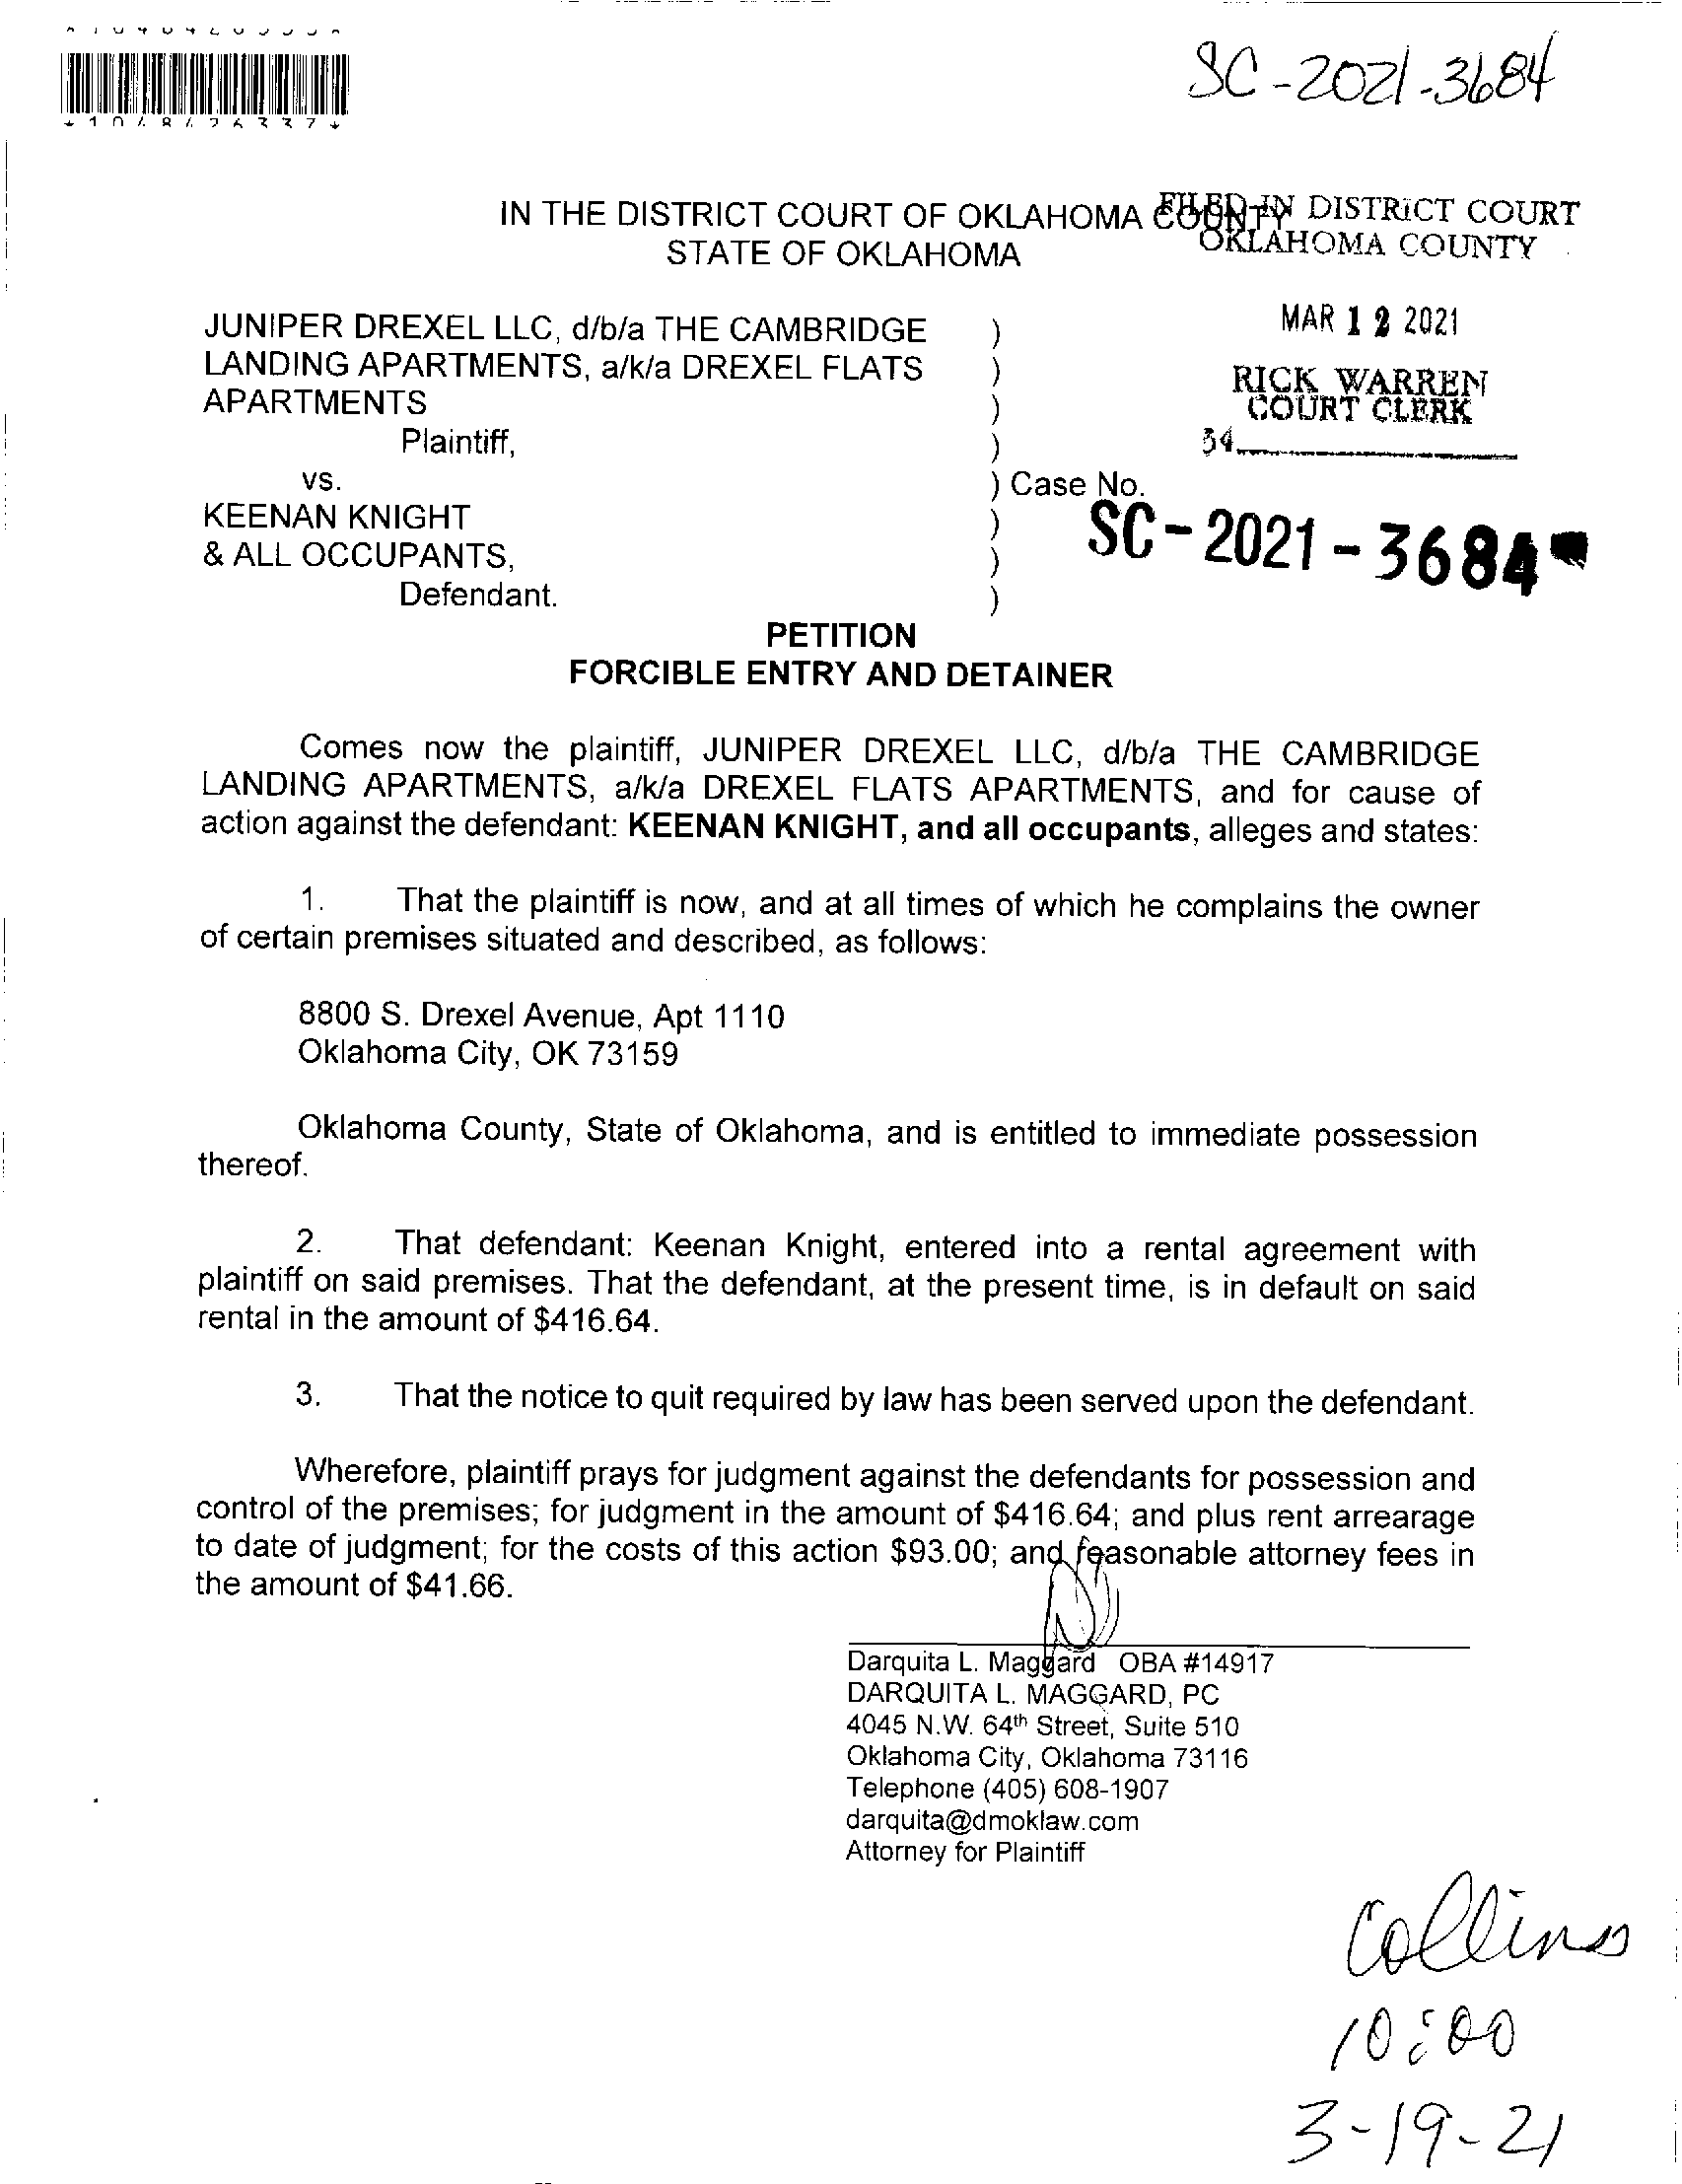 SC-2021-3684
*1048426337*
IN THE DISTRICT COURT OF OKLAHOMA COUNTY
STATE OF OKLAHOMA
FILED IN DISTRICT COURT
OKLAHOMA COUNTY
MAR 12 2021
RICK WARREN
COURT CLERK
34
JUNIPER DREXEL LLC, d/b/a THE CAMBRIDGE )
LANDING APARTMENTS, a/k/a DREXEL FLATS )
APARTMENTS )
Plaintiff, )
vs. ) Case No.
KEENAN KNIGHT )
& ALL OCCUPANTS, )
Defendant. )
SC-2021-3684
PETITION
FORCIBLE ENTRY AND DETAINER
Comes now the plaintiff, JUNIPER DREXEL LLC, d/b/a THE CAMBRIDGE
LANDING APARTMENTS, a/k/a DREXEL FLATS APARTMENTS, and for cause of
action against the defendant: KEENAN KNIGHT, and all occupants, alleges and states:
1. That the plaintiff is now, and at all times of which he complains the owner
of certain premises situated and described, as follows:
8800 S. Drexel Avenue, Apt 1110
Oklahoma City, OK 73159
Oklahoma County, State of Oklahoma, and is entitled to immediate possession
thereof.
2. That defendant: Keenan Knight, entered into a rental agreement with
plaintiff on said premises. That the defendant, at the present time, is in default on said
rental in the amount of $416.64.
3. That the notice to quit required by law has been served upon the defendant.
Wherefore, plaintiff prays for judgment against the defendants for possession and
control of the premises; for judgment in the amount of $416.64; and plus rent arrearage
to date of judgment; for the costs of this action $93.00; and reasonable attorney fees in
the amount of $41.66.
Darquita L. Maggard OBA #14917
DARQUITA L. MAGGARD, PC
4045 N.W. 64th Street, Suite 510
Oklahoma City, Oklahoma 73116
Telephone (405) 608-1907
darquita@dmoklaw.com
Attorney for Plaintiff
Collins
10:00
3-19-21